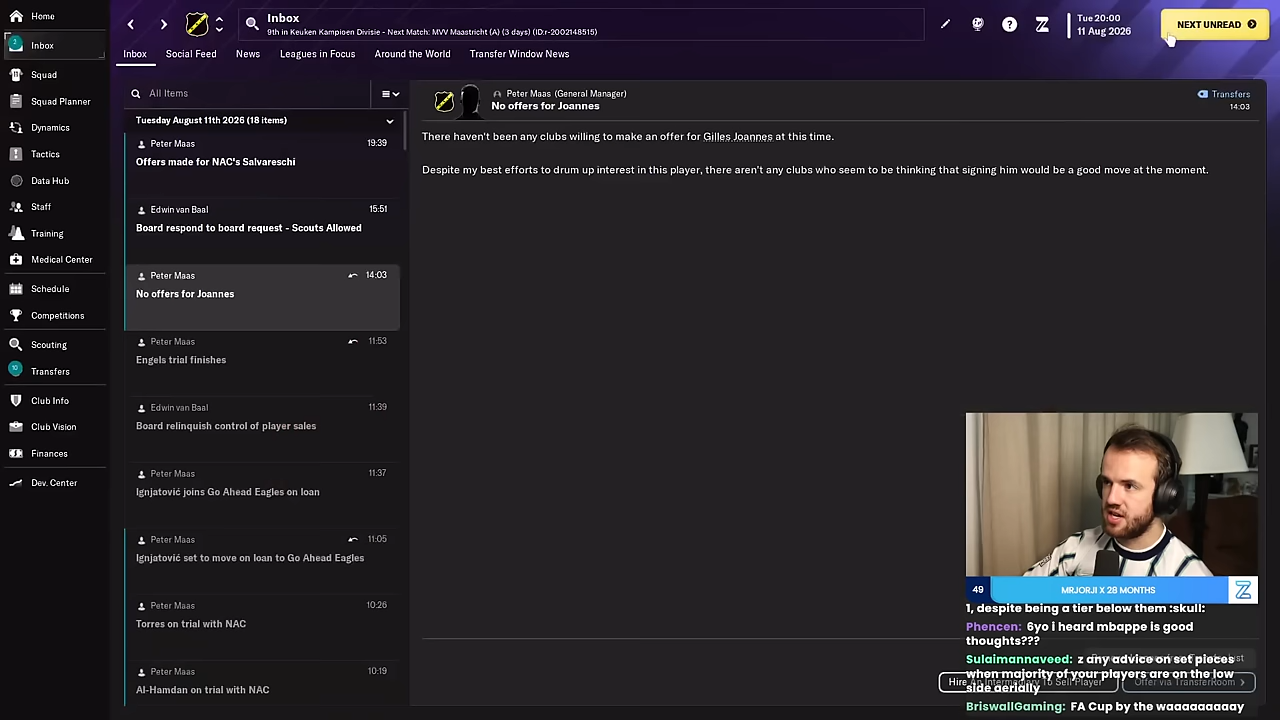 Home
Inbox
9th in Keuken Kampioen Divisie - Next Match: MVV Maastricht (A) (3 days) (ID:r-2002148515)
Tue 20:00
11 Aug 2026
NEXT UNREAD
2
Inbox
Inbox
Social Feed
News
Leagues in Focus
Around the World
Transfer Window News
Squad
Squad Planner
Dynamics
Tactics
Data Hub
Staff
Training
Medical Center
Schedule
Competitions
Scouting
10
Transfers
Club Info
Club Vision
Finances
Dev. Center
All Items
Tuesday August 11th 2026 (18 items)
Peter Maas 19:39
Offers made for NAC's Salvareschi
Edwin van Baal 15:51
Board respond to board request - Scouts Allowed
Peter Maas 14:03
No offers for Joannes
Peter Maas 11:53
Engels trial finishes
Edwin van Baal 11:39
Board relinquish control of player sales
Peter Maas 11:37
Ignjatović joins Go Ahead Eagles on loan
Peter Maas 11:05
Ignjatović set to move on loan to Go Ahead Eagles
Peter Maas 10:26
Torres on trial with NAC
Peter Maas 10:19
Al-Hamdan on trial with NAC
Peter Maas (General Manager)
No offers for Joannes
Transfers
14:03
There haven't been any clubs willing to make an offer for Gilles Joannes at this time.
Despite my best efforts to drum up interest in this player, there aren't any clubs who seem to be thinking that signing him would be a good move at the moment.
49 MRJORJI X 28 MONTHS
1, despite being a tier below them :skull:
Phencen: 6yo i heard mbappe is good
thoughts???
Sulaimannaveed: z any advice on set pieces
when majority of your players are on the low
side aerially
BriswallGaming: FA Cup by the waaaaaaaaay
Hire An Intermediary To Sell Player
Offer via TransferRoom